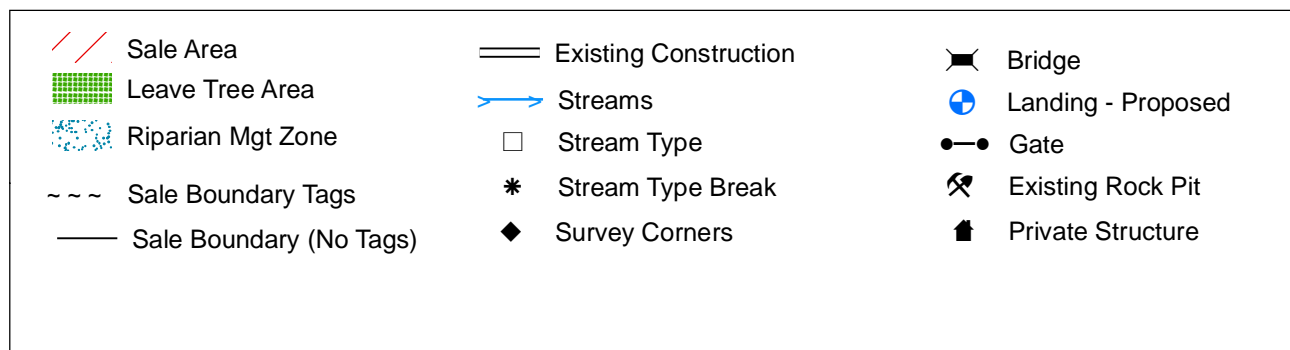 Sale Area
Leave Tree Area
Riparian Mgt Zone
Sale Boundary Tags
Sale Boundary (No Tags)
Existing Construction
Streams
Stream Type
Stream Type Break
Survey Corners
Bridge
Landing - Proposed
Gate
Existing Rock Pit
Private Structure